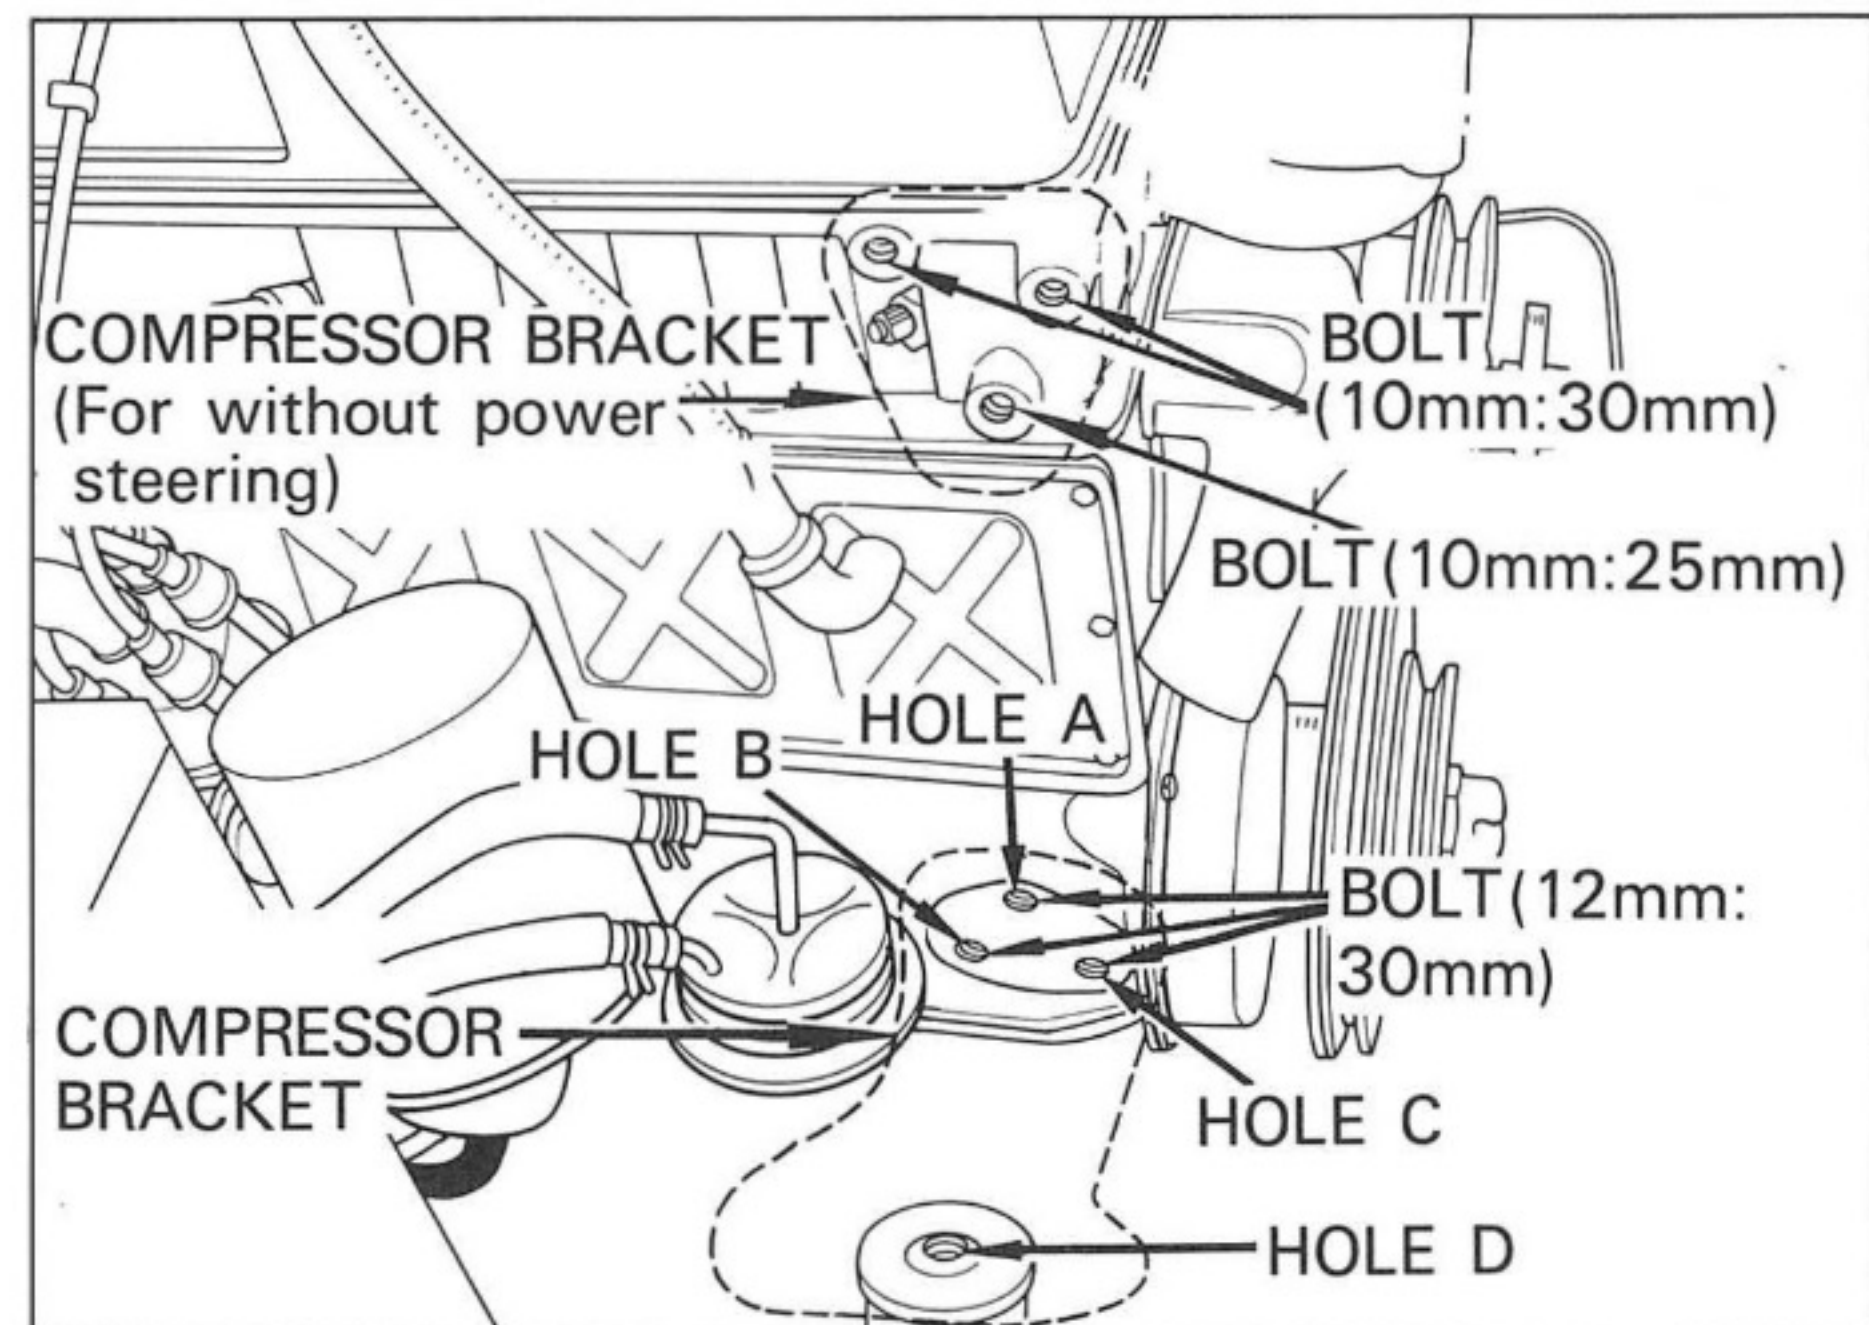 COMPRESSOR BRACKET
(For without power
steering)
BOLT
(10mm:30mm)
BOLT(10mm:25mm)
HOLE A
HOLE B
BOLT(12mm:
30mm)
COMPRESSOR
BRACKET
HOLE C
HOLE D